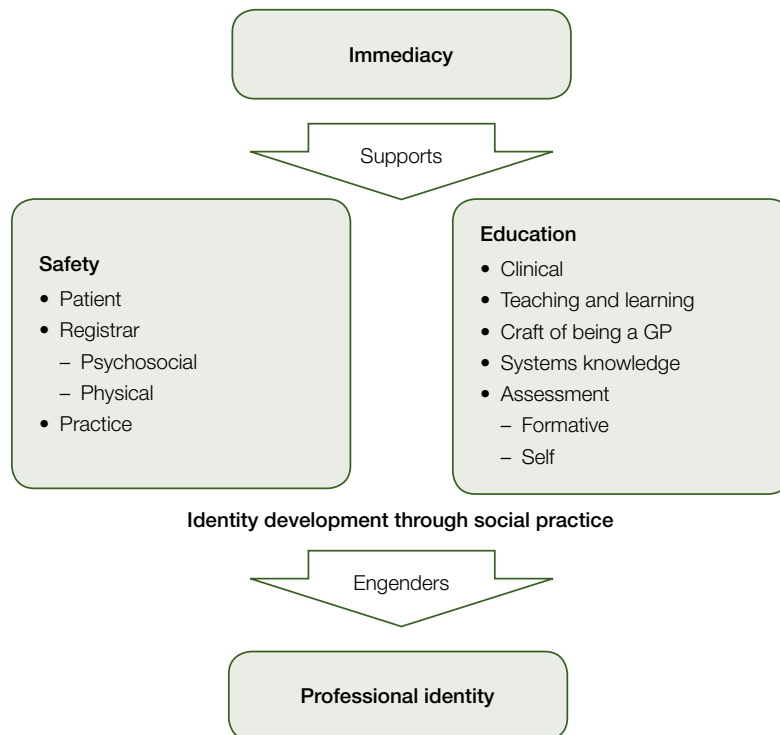 Immediacy
Supports
Safety
• Patient
• Registrar
– Psychosocial
– Physical
• Practice
Education
• Clinical
• Teaching and learning
• Craft of being a GP
• Systems knowledge
• Assessment
– Formative
– Self
Identity development through social practice
Engenders
Professional identity